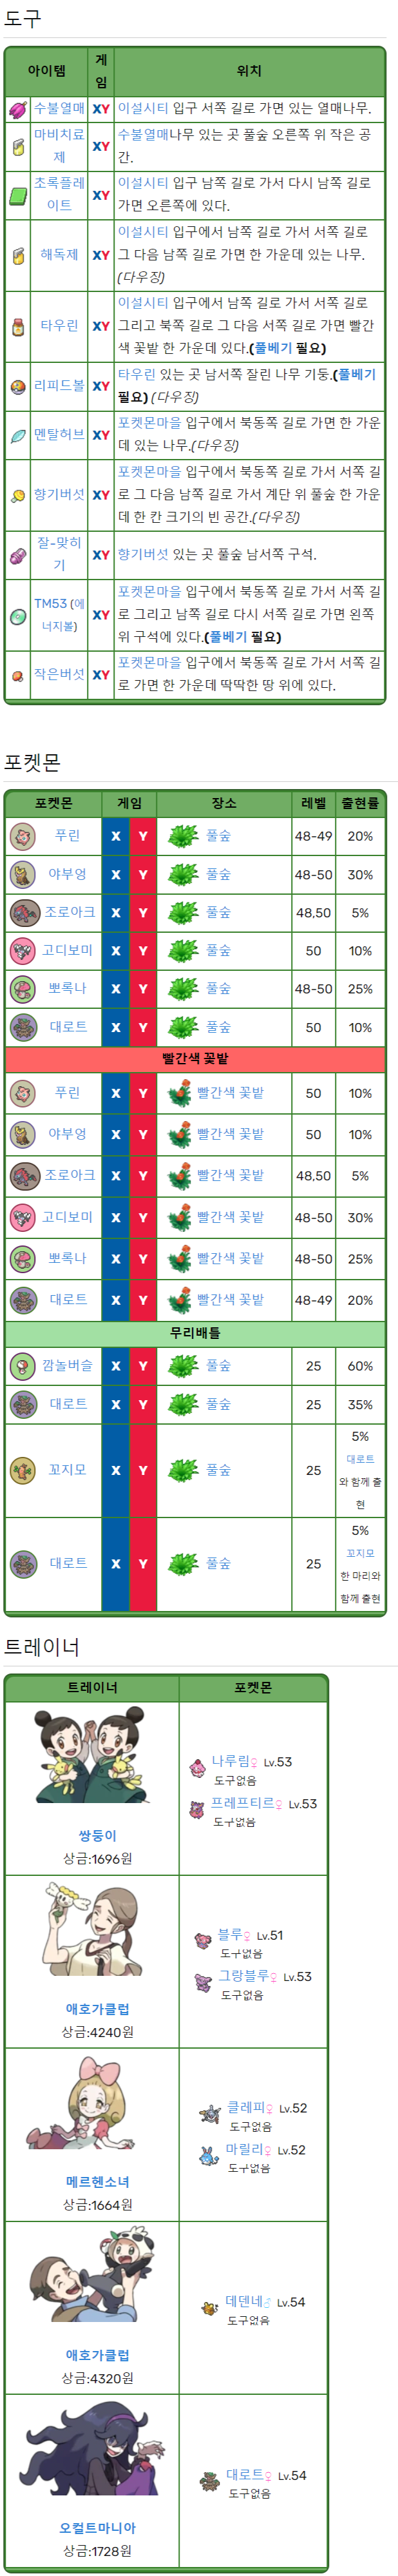 도구
아이템 게임 위치
수불열매 XY 이설시티 입구 서쪽 길로 가면 있는 열매나무.
마비치료제 XY 수불열매나무 있는 곳 풀숲 오른쪽 위 작은 공
간.
초록플레이트 XY 이설시티 입구 남쪽 길로 가서 다시 남쪽 길로
가면 오른쪽에 있다.
해독제 XY 이설시티 입구에서 남쪽 길로 가서 서쪽 길로
그 다음 남쪽 길로 가면 한 가운데 있는 나무.
(다우징)
타우린 XY 이설시티 입구에서 남쪽 길로 가서 서쪽 길로
그리고 북쪽 길로 그 다음 서쪽 길로 가면 빨간
색 꽃밭 한 가운데 있다.(풀베기 필요)
리피드볼 XY 타우린 있는 곳 남서쪽 잘린 나무 기둥.(풀베기
필요) (다우징)
멘탈허브 XY 포켓몬마을 입구에서 북동쪽 길로 가면 한 가운
데 있는 나무.(다우징)
향기버섯 XY 포켓몬마을 입구에서 북동쪽 길로 가서 서쪽 길
로 그 다음 남쪽 길로 가서 계단 위 풀숲 한 가운
데 한 칸 크기의 빈 공간.(다우징)
잘-맞히기 XY 향기버섯 있는 곳 풀숲 남서쪽 구석.
TM53 (에너지볼) XY 포켓몬마을 입구에서 북동쪽 길로 가서 서쪽 길
로 그리고 남쪽 길로 다시 서쪽 길로 가면 왼쪽
위 구석에 있다.(풀베기 필요)
작은버섯 XY 포켓몬마을 입구에서 북동쪽 길로 가서 서쪽 길
로 가면 한 가운데 딱딱한 땅 위에 있다.
포켓몬
포켓몬 게임 장소 레벨 출현률
푸린 X Y 풀숲 48-49 20%
야부엉 X Y 풀숲 48-50 30%
조로아크 X Y 풀숲 48,50 5%
고디보미 X Y 풀숲 50 10%
뽀록나 X Y 풀숲 48-50 25%
대로트 X Y 풀숲 50 10%
빨간색 꽃밭
푸린 X Y 빨간색 꽃밭 50 10%
야부엉 X Y 빨간색 꽃밭 50 10%
조로아크 X Y 빨간색 꽃밭 48,50 5%
고디보미 X Y 빨간색 꽃밭 48-50 30%
뽀록나 X Y 빨간색 꽃밭 48-50 25%
대로트 X Y 빨간색 꽃밭 48-49 20%
무리배틀
깜놀버슬 X Y 풀숲 25 60%
대로트 X Y 풀숲 25 35%
꼬지모 X Y 풀숲 25 5%
대로트
와 함께 출
현
대로트 X Y 풀숲 25 5%
꼬지모
한 마리와
함께 출현
트레이너
트레이너 포켓몬
나루림♀ Lv.53
도구없음
프레프티르♀ Lv.53
도구없음
쌍둥이
상금:1696원
블루♀ Lv.51
도구없음
그랑블루♀ Lv.53
도구없음
애호가클럽
상금:4240원
클레피♀ Lv.52
도구없음
마릴리♀ Lv.52
도구없음
메르헨소녀
상금:1664원
데덴네♂ Lv.54
도구없음
애호가클럽
상금:4320원
대로트♀ Lv.54
도구없음
오컬트마니아
상금:1728원